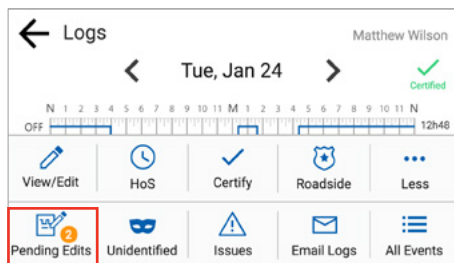 Logs Matthew Wilson
Tue, Jan 24
Certified
N 1 2 3 4 5 6 7 8 9 10 11 M 1 2 3 4 5 6 7 8 9 10 11 N
OFF 12h48
View/Edit HoS Certify Roadside Less
2
Pending Edits Unidentified Issues Email Logs All Events